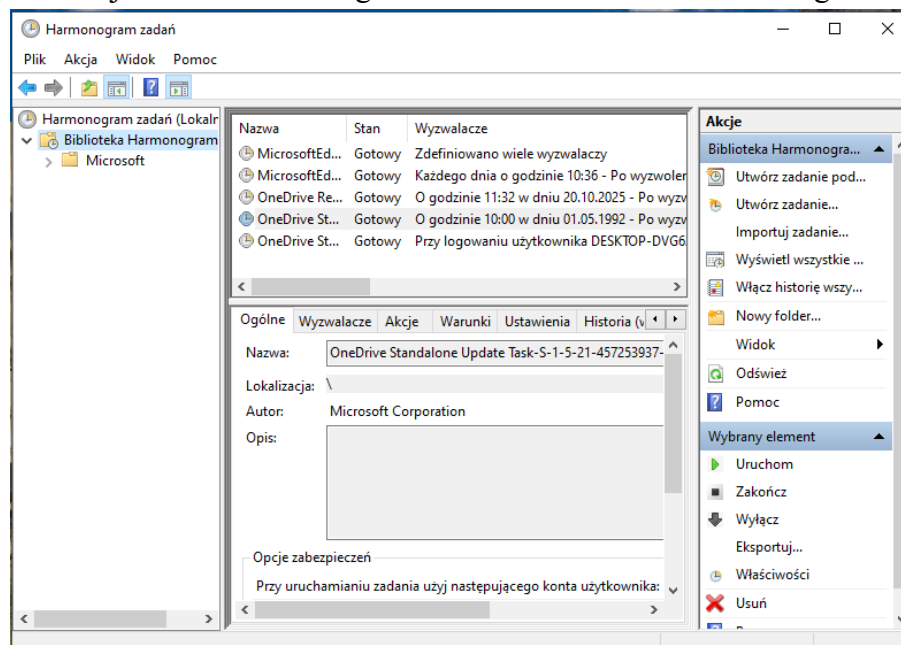 Harmonogram zadań
Plik Akcja Widok Pomoc
Harmonogram zadań (Lokalr
Biblioteka Harmonogram
Microsoft
Nazwa Stan Wyzwalacze
MicrosoftEd... Gotowy Zdefiniowano wiele wyzwalaczy
MicrosoftEd... Gotowy Każdego dnia o godzinie 10:36 - Po wyzwoler
OneDrive Re... Gotowy O godzinie 11:32 w dniu 20.10.2025 - Po wyzw
OneDrive St... Gotowy O godzinie 10:00 w dniu 01.05.1992 - Po wyzw
OneDrive St... Gotowy Przy logowaniu użytkownika DESKTOP-DVG6
Ogólne Wyzwalacze Akcje Warunki Ustawienia Historia (v
Nazwa: OneDrive Standalone Update Task-S-1-5-21-457253937-
Lokalizacja: \
Autor: Microsoft Corporation
Opis:
Opcje zabezpieczeń
Przy uruchamianiu zadania użyj następującego konta użytkownika:
Akcje
Biblioteka Harmonogra...
Utwórz zadanie pod...
Utwórz zadanie...
Importuj zadanie...
Wyświetl wszystkie ...
Włącz historię wszy...
Nowy folder...
Widok
Odśwież
Pomoc
Wybrany element
Uruchom
Zakończ
Wyłącz
Eksportuj...
Właściwości
Usuń